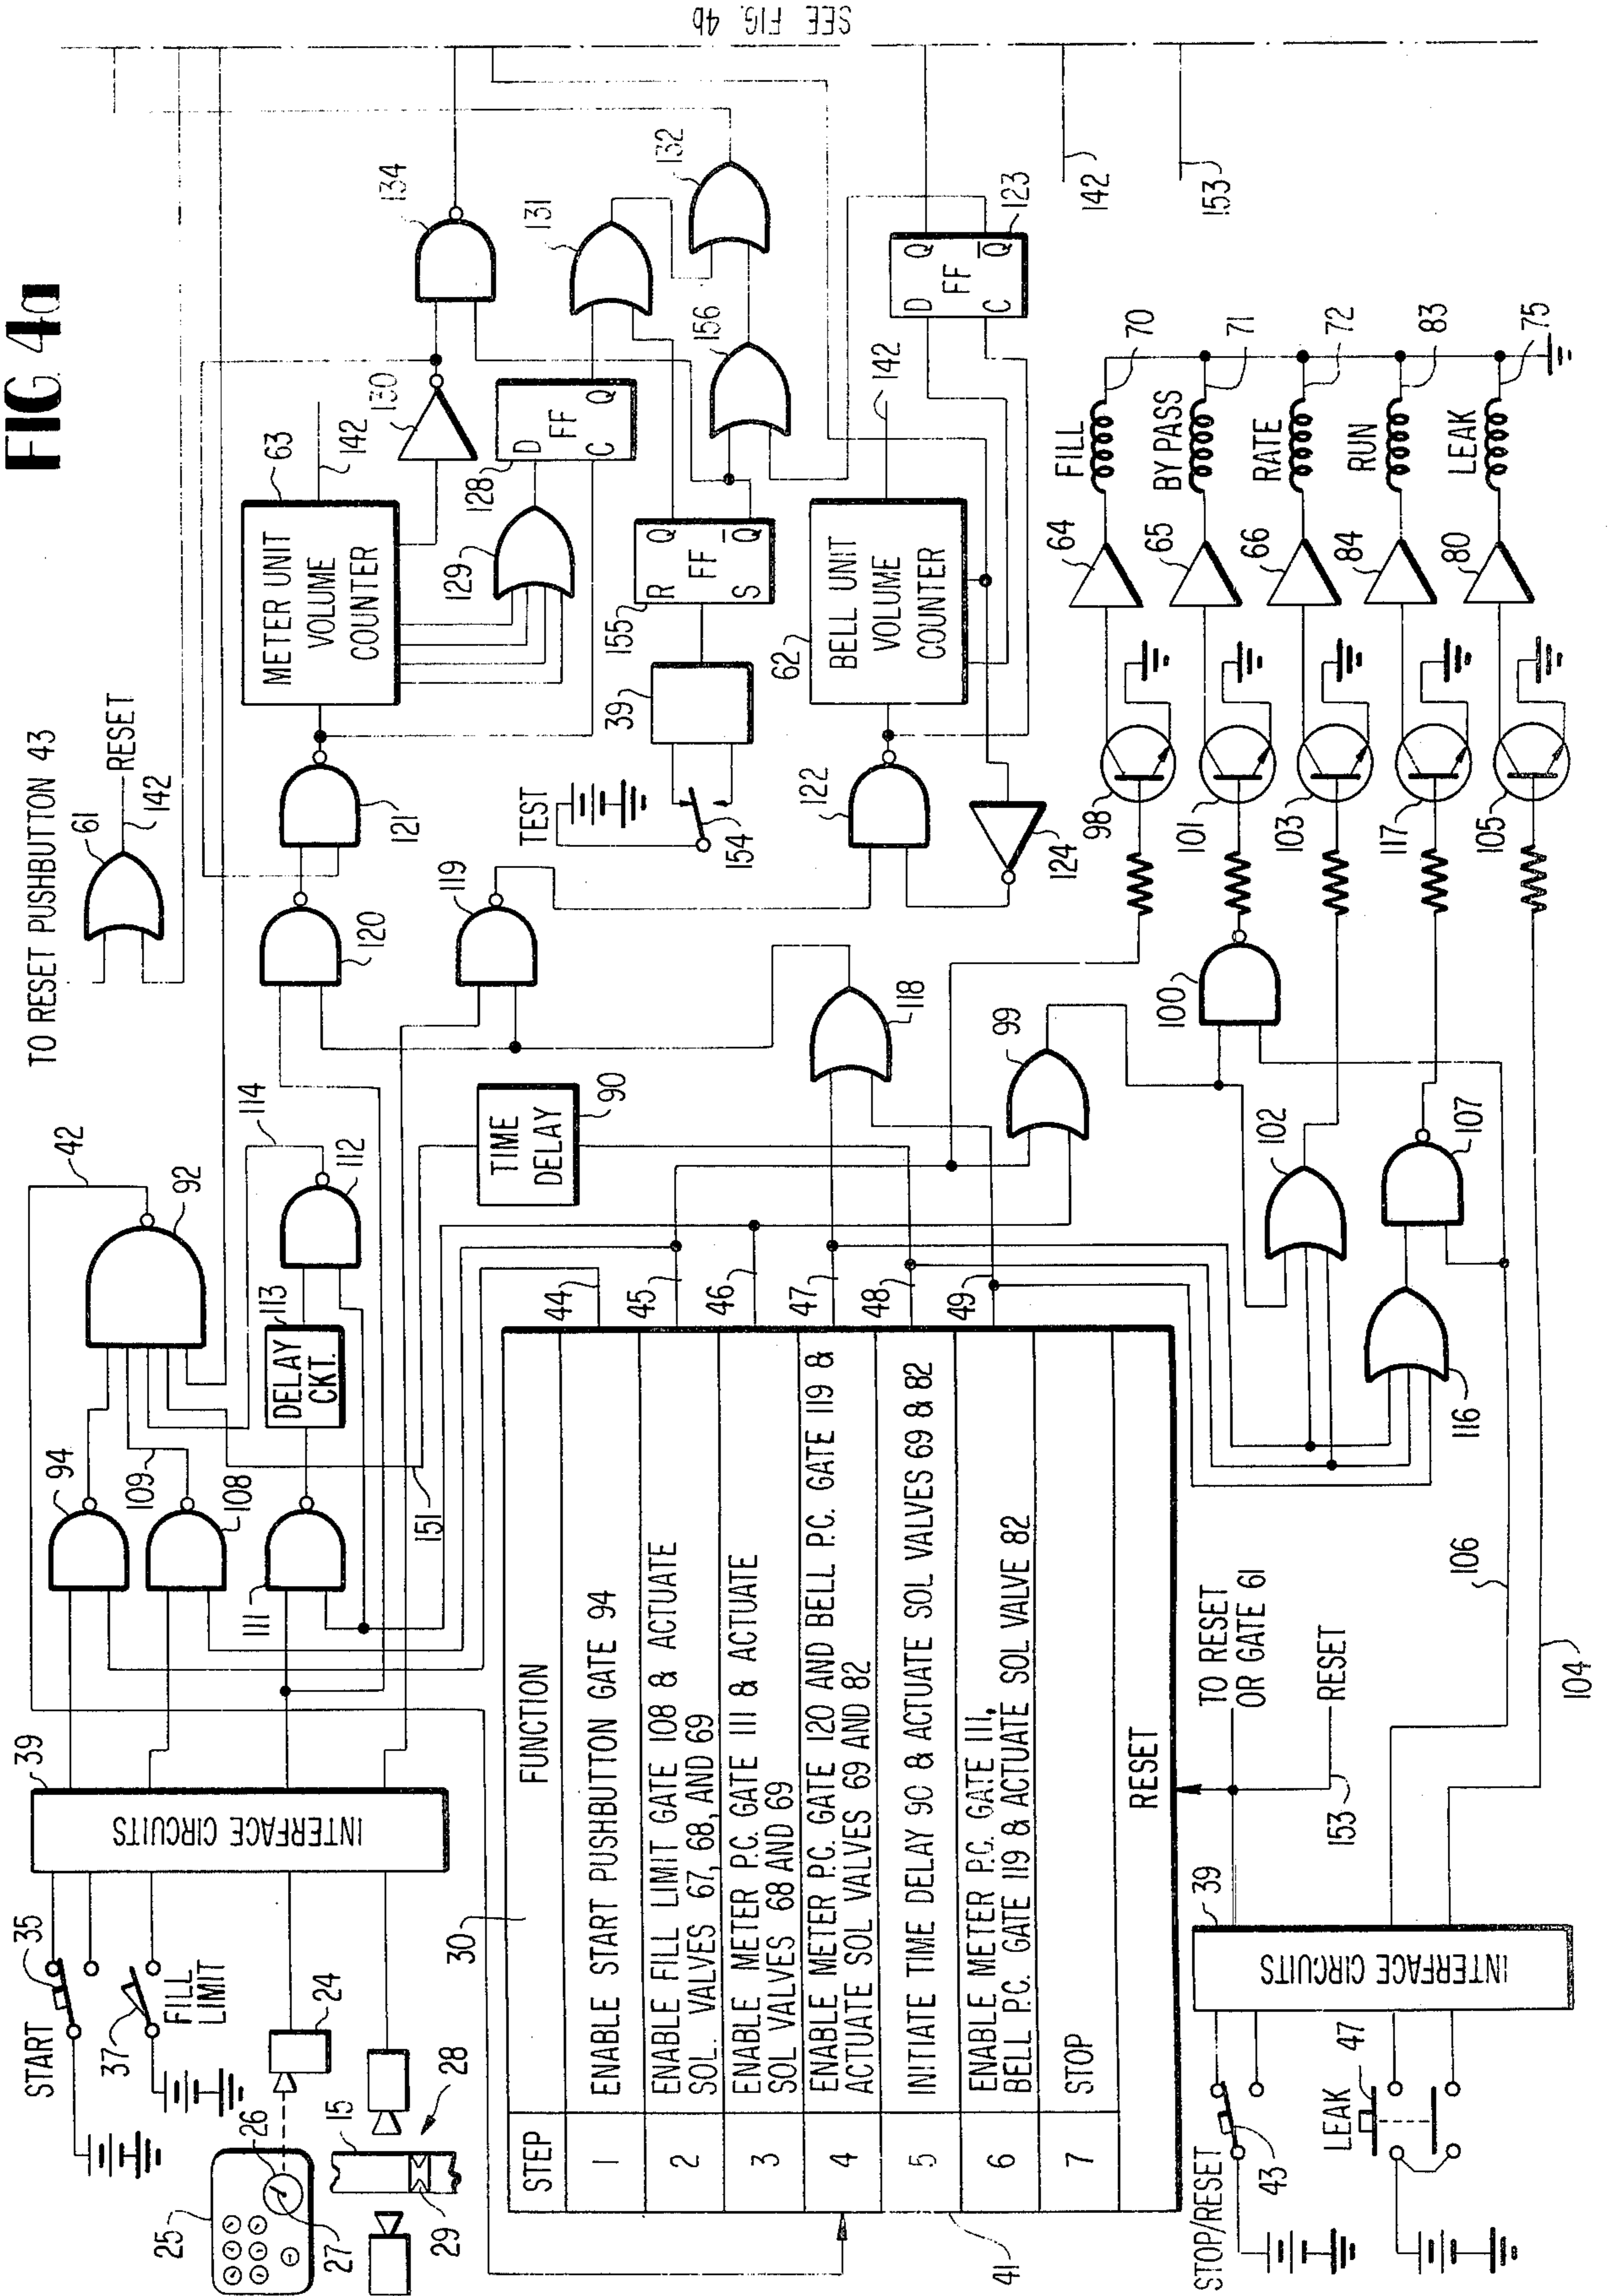 FIG. 4a
TO RESET PUSHBUTTON 43
SEE FIG. 4b
START
35
37
FILL
LIMIT
39
INTERFACE CIRCUITS
25
26
27
24
15
28
29
94
109
108
111
151
42
92
114
112
113
DELAY
CKT.
TIME
DELAY
90
61
RESET
142
120
121
119
METER UNIT
VOLUME
COUNTER
63
142
130
134
129
128
D
FF
C
Q
131
132
TEST
154
39
155
R
FF
S
Q
Q
156
122
124
62
BELL UNIT
VOLUME
COUNTER
142
D
FF
C
Q
Q
123
142
153
30
STEP
FUNCTION
1
ENABLE START PUSHBUTTON GATE 94
44
2
ENABLE FILL LIMIT GATE 108 & ACTUATE
SOL. VALVES 67, 68, AND 69
45
3
ENABLE METER P.C. GATE 111 & ACTUATE
SOL VALVES 68 AND 69
46
4
ENABLE METER P.C. GATE 120 AND BELL P.C. GATE 119 &
ACTUATE SOL VALVES 69 AND 82
47
5
INITIATE TIME DELAY 90 & ACTUATE SOL VALVES 69 & 82
48
6
ENABLE METER P.C. GATE 111,
BELL P.C. GATE 119 & ACTUATE SOL VALVE 82
49
7
STOP
RESET
41
118
99
100
102
107
116
98
101
103
117
105
64
65
66
84
80
FILL
BY PASS
RATE
RUN
LEAK
70
71
72
83
75
STOP/RESET
43
LEAK
47
39
INTERFACE CIRCUITS
TO RESET
OR GATE 61
RESET
153
106
104